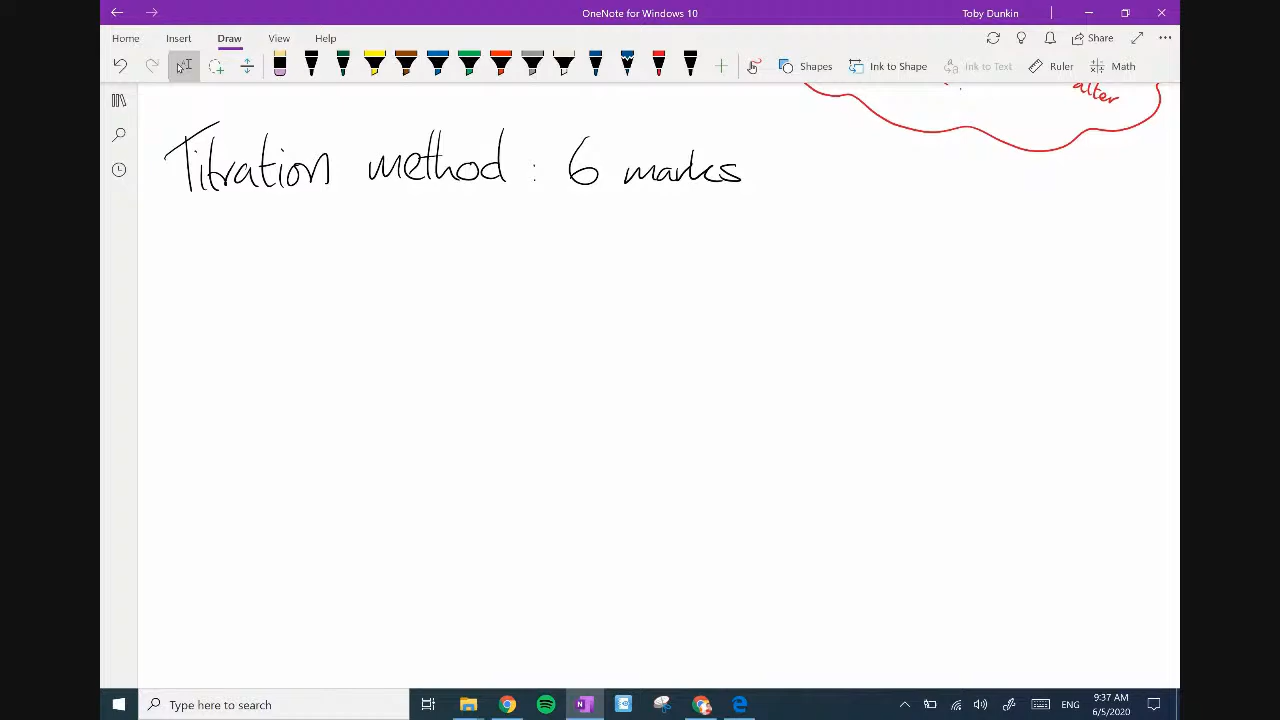 OneNote for Windows 10
Toby Dunkin
Home Insert Draw View Help
Share
Shapes Ink to Shape Ink to Text Ruler Math
alter
Titration method : 6 marks
Type here to search
ENG
9:37 AM
6/5/2020